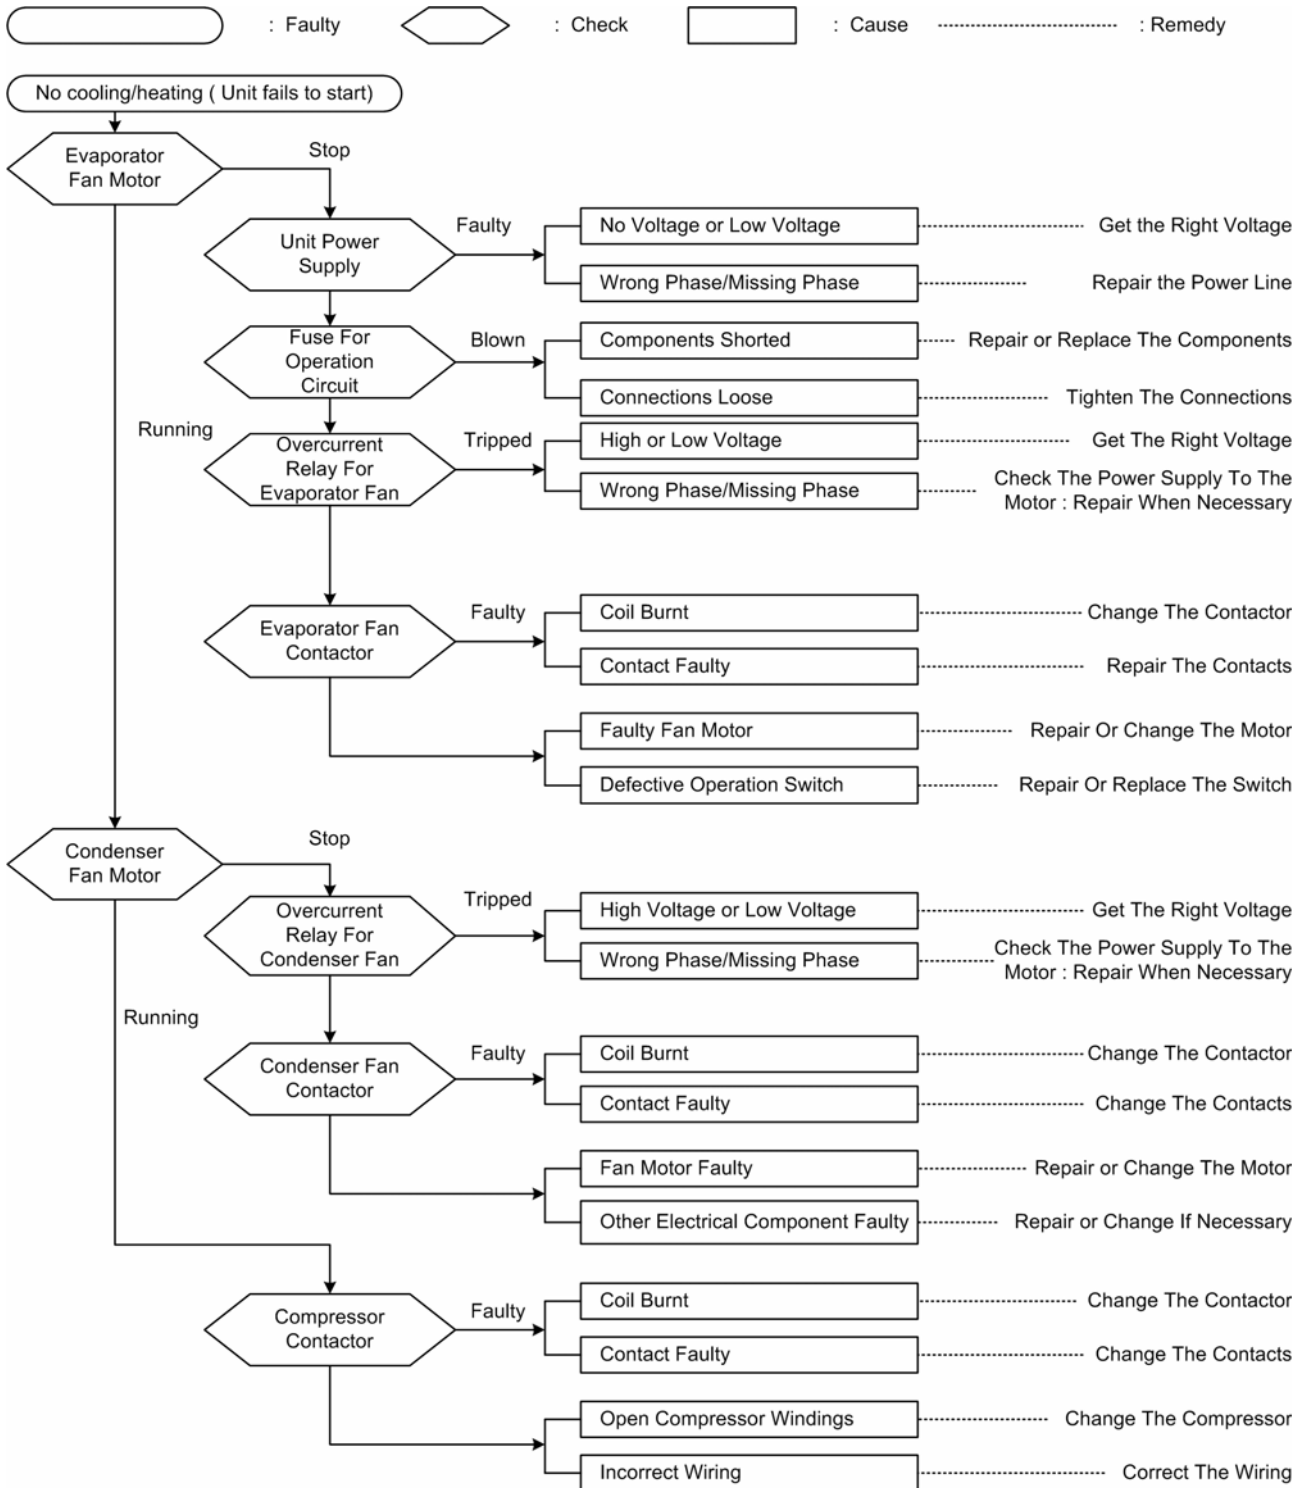 : Faulty
: Check
: Cause
: Remedy
No cooling/heating ( Unit fails to start)
Evaporator
Fan Motor
Stop
Unit Power
Supply
Faulty
No Voltage or Low Voltage
Get the Right Voltage
Wrong Phase/Missing Phase
Repair the Power Line
Fuse For
Operation
Circuit
Blown
Components Shorted
Repair or Replace The Components
Connections Loose
Tighten The Connections
Running
Overcurrent
Relay For
Evaporator Fan
Tripped
High or Low Voltage
Get The Right Voltage
Wrong Phase/Missing Phase
Check The Power Supply To The
Motor : Repair When Necessary
Evaporator Fan
Contactor
Faulty
Coil Burnt
Change The Contactor
Contact Faulty
Repair The Contacts
Faulty Fan Motor
Repair Or Change The Motor
Defective Operation Switch
Repair Or Replace The Switch
Condenser
Fan Motor
Stop
Overcurrent
Relay For
Condenser Fan
Tripped
High Voltage or Low Voltage
Get The Right Voltage
Wrong Phase/Missing Phase
Check The Power Supply To The
Motor : Repair When Necessary
Running
Condenser Fan
Contactor
Faulty
Coil Burnt
Change The Contactor
Contact Faulty
Change The Contacts
Fan Motor Faulty
Repair or Change The Motor
Other Electrical Component Faulty
Repair or Change If Necessary
Compressor
Contactor
Faulty
Coil Burnt
Change The Contactor
Contact Faulty
Change The Contacts
Open Compressor Windings
Change The Compressor
Incorrect Wiring
Correct The Wiring